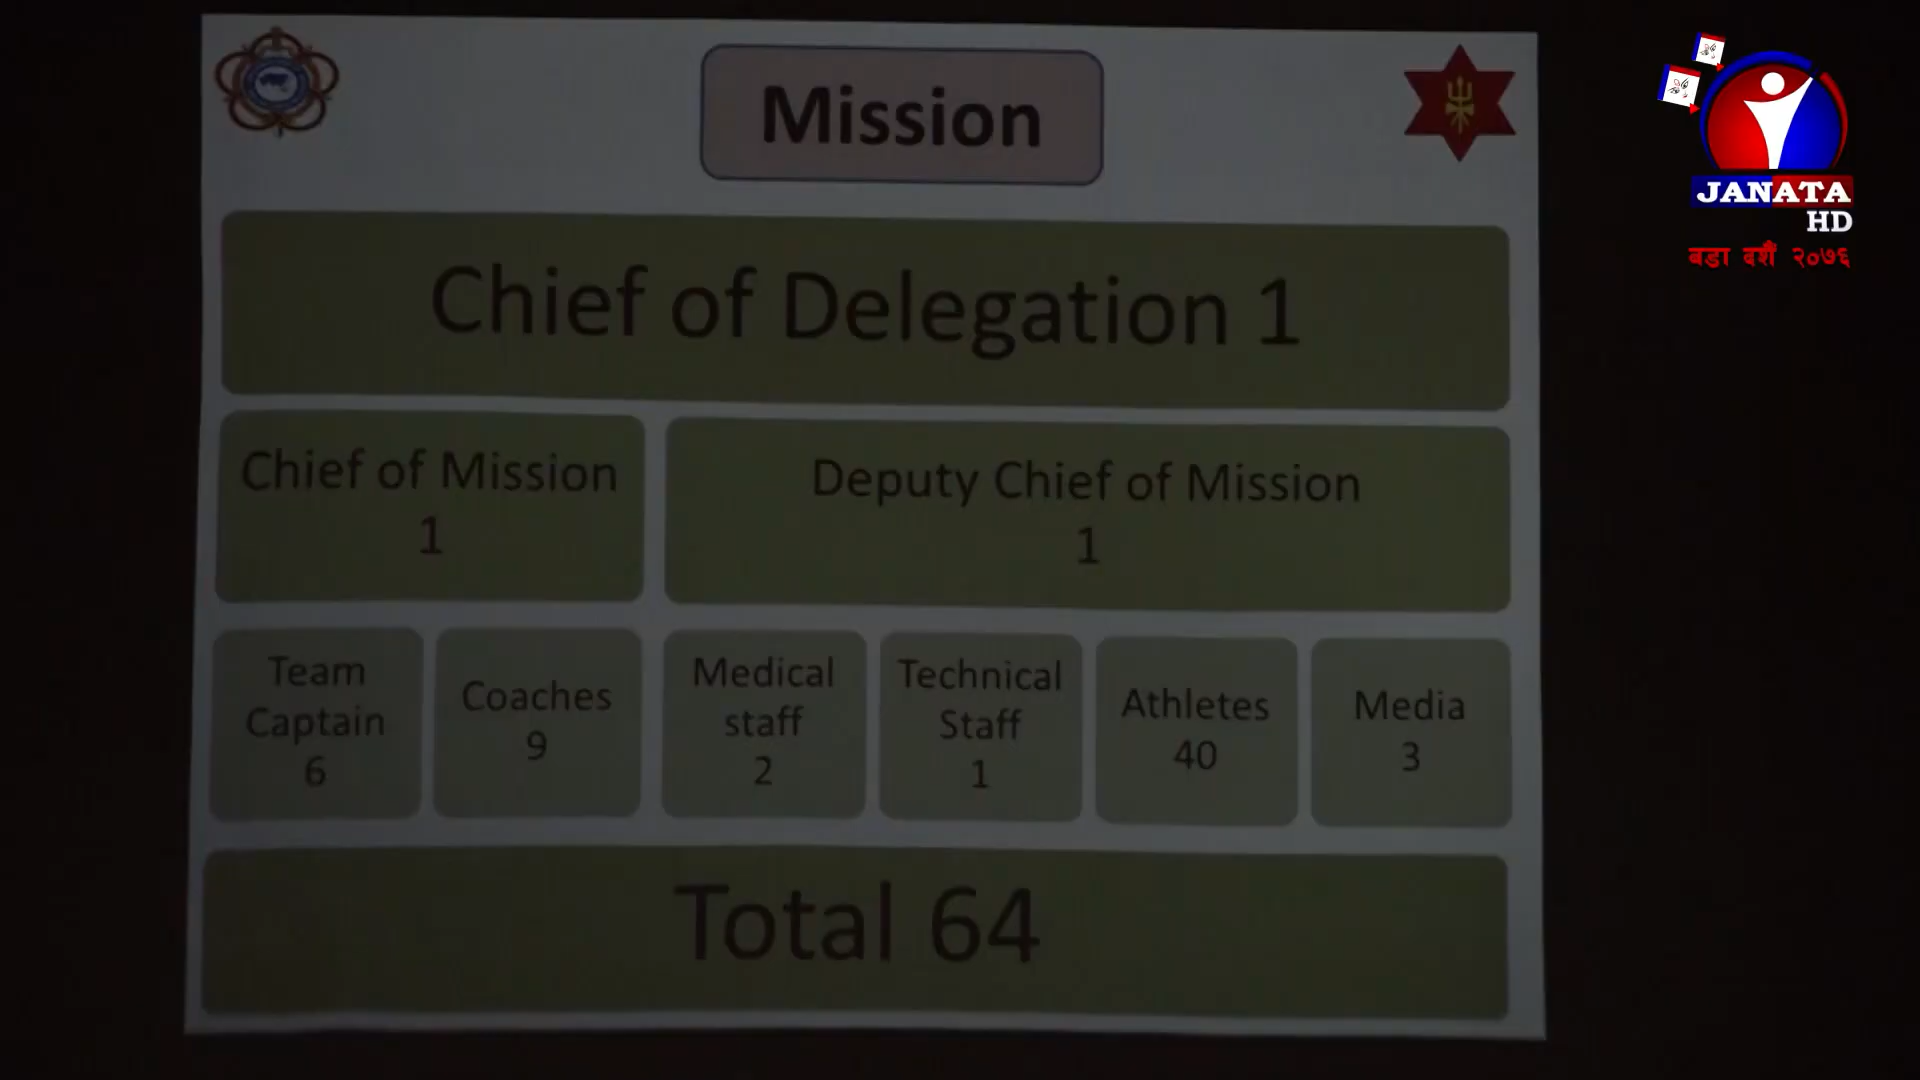 Mission
Chief of Delegation 1
Chief of Mission
1
Deputy Chief of Mission
1
Team
Captain
6
Coaches
9
Medical
staff
2
Technical
Staff
1
Athletes
40
Media
3
Total 64
JANATA
HD
बडा दशैं २०७६